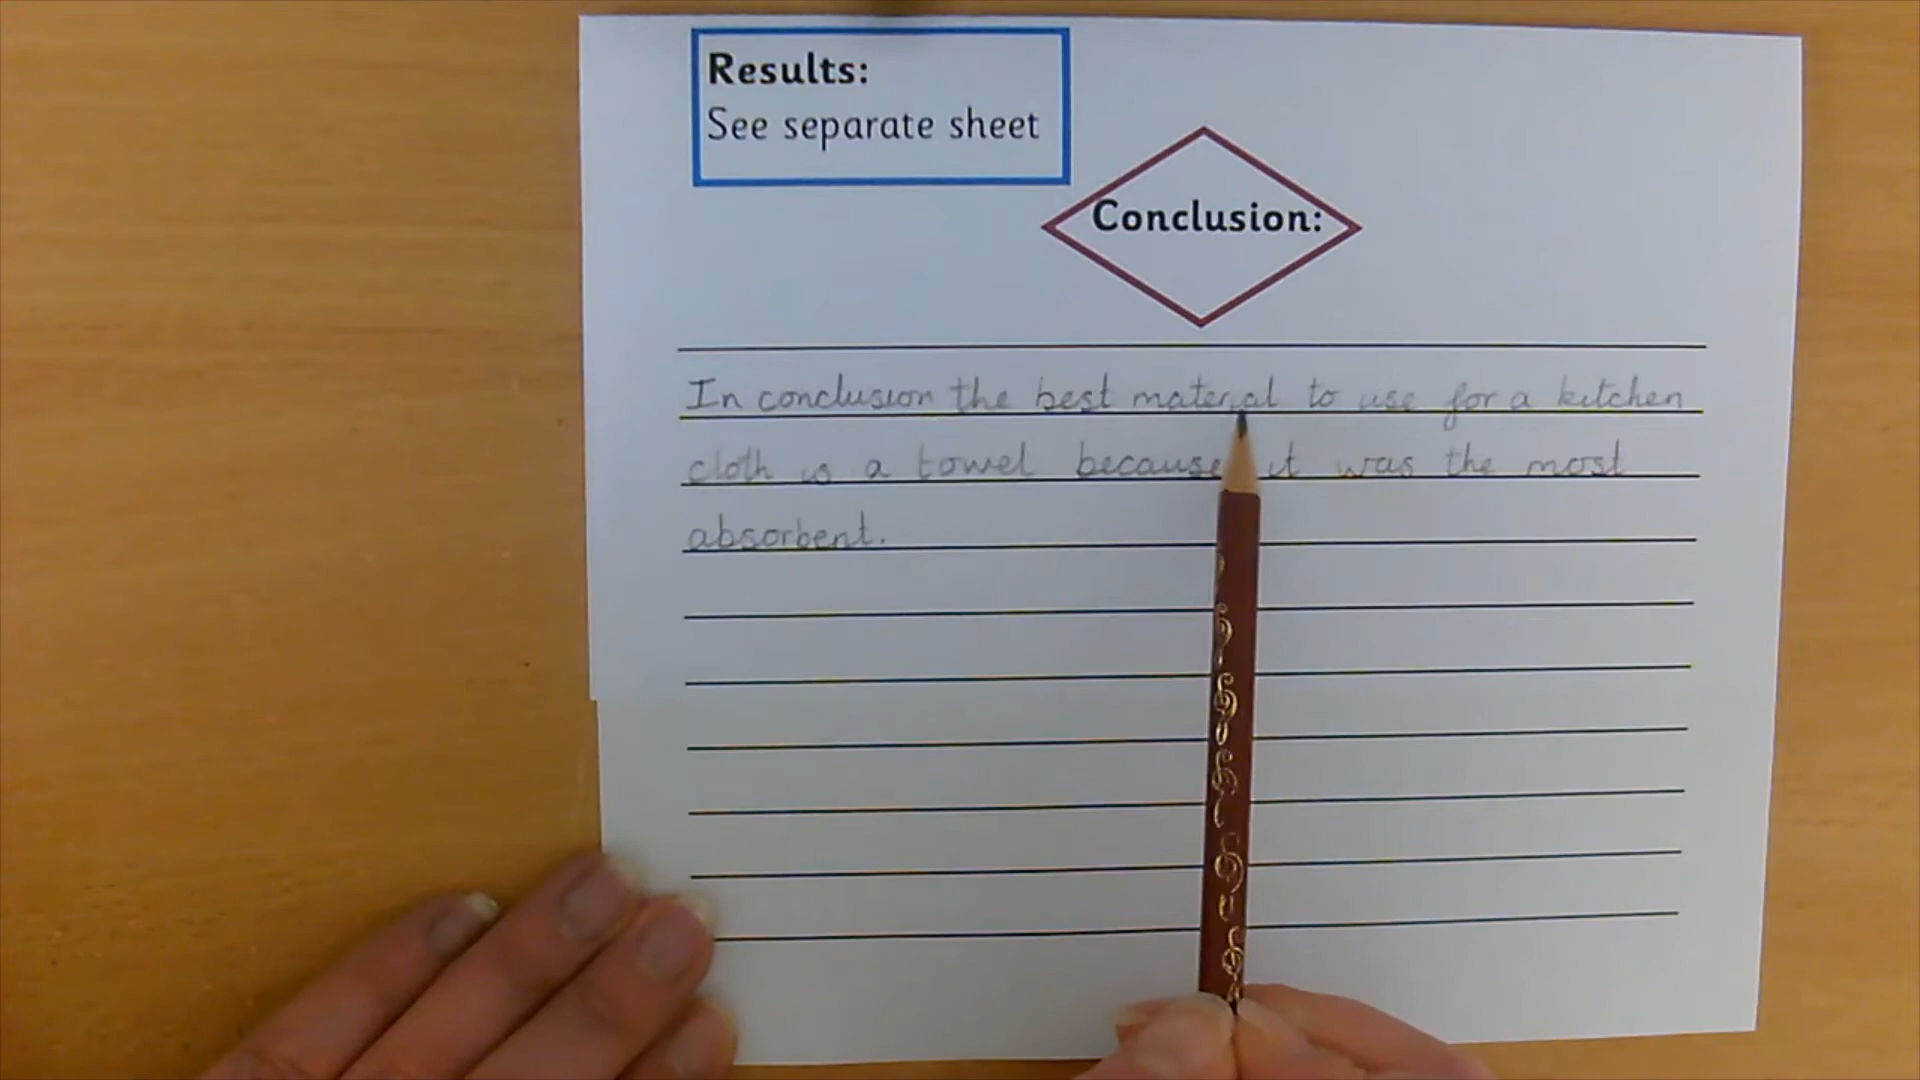 Results:
See separate sheet
Conclusion:
In conclusion the best material to use for a kitchen
cloth is a towel because it was the most
absorbent.